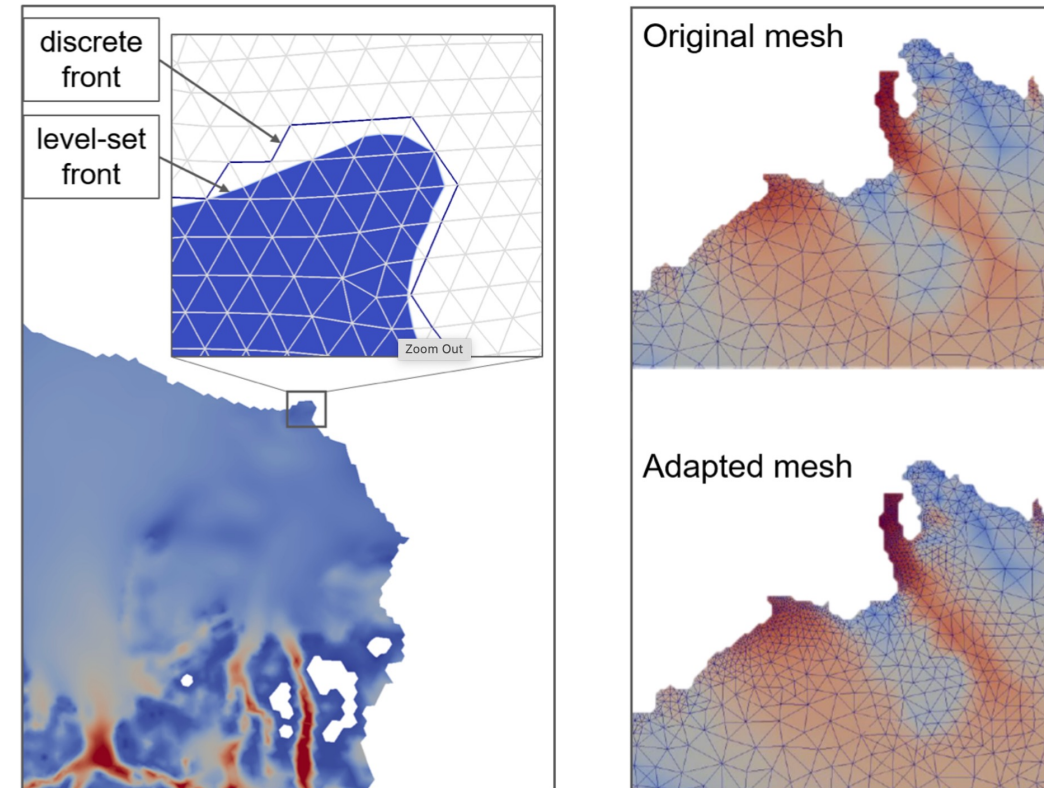 discrete
front
level-set
front
Zoom Out
Original mesh
Adapted mesh